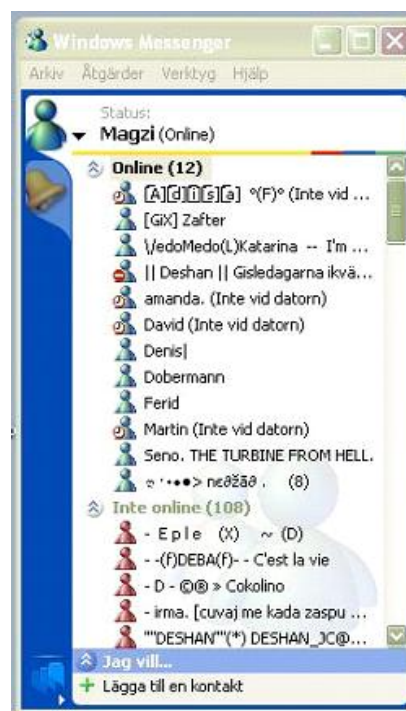 Windows Messenger
Arkiv Åtgärder Verktyg Hjälp
Status:
Magzi (Online)
Online (12)
[A][d][i][s][a] °(F)° (Inte vid ...
[GiX] Zafter
\/edoMedo(L)Katarina -- I'm ...
|| Deshan || Gisledagarna ikvä...
amanda. (Inte vid datorn)
David (Inte vid datorn)
Denis|
Dobermann
Ferid
Martin (Inte vid datorn)
Seno. THE TURBINE FROM HELL.
nєƏžãƏ . (8)
Inte online (108)
- E p l e (X) ~ (D)
- -(f)DEBA(f)- - C'est la vie
- D - ©® » Cokolino
- irma. [cuvaj me kada zaspu ...
""DESHAN""(*) DESHAN_JC@...
Jag vill...
Lägga till en kontakt